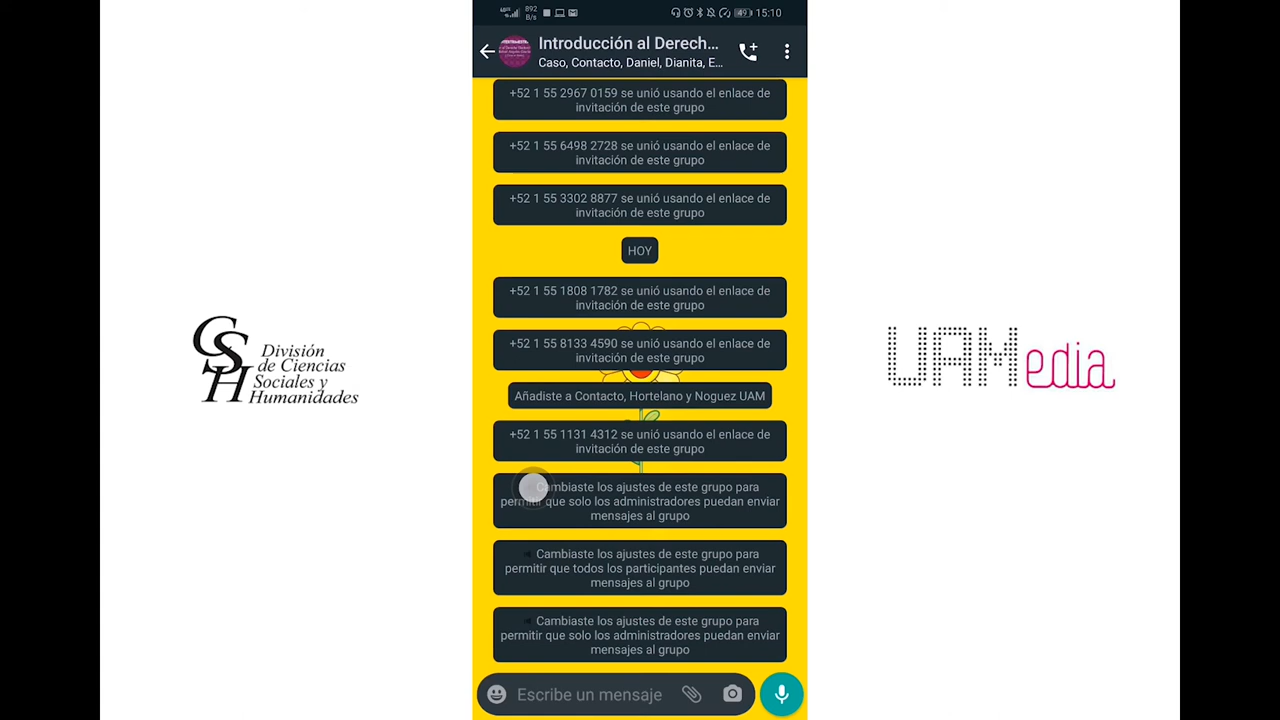 892
B/s
49
15:10
Introducción al Derech...
Caso, Contacto, Daniel, Dianita, E...
+52 1 55 2967 0159 se unió usando el enlace de
invitación de este grupo
+52 1 55 6498 2728 se unió usando el enlace de
invitación de este grupo
+52 1 55 3302 8877 se unió usando el enlace de
invitación de este grupo
HOY
+52 1 55 1808 1782 se unió usando el enlace de
invitación de este grupo
+52 1 55 8133 4590 se unió usando el enlace de
invitación de este grupo
Añadiste a Contacto, Hortelano y Noguez UAM
+52 1 55 1131 4312 se unió usando el enlace de
invitación de este grupo
Cambiaste los ajustes de este grupo para
permitir que solo los administradores puedan enviar
mensajes al grupo
Cambiaste los ajustes de este grupo para
permitir que todos los participantes puedan enviar
mensajes al grupo
Cambiaste los ajustes de este grupo para
permitir que solo los administradores puedan enviar
mensajes al grupo
Escribe un mensaje
CSH
División
de Ciencias
Sociales y
Humanidades
UAMedia